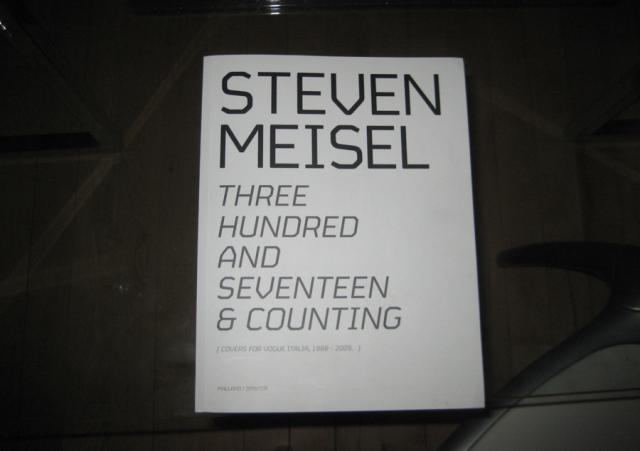 STEVEN
MEISEL
THREE
HUNDRED
AND
SEVENTEEN
& COUNTING
( COVERS FOR VOGUE ITALIA, 1988 - 2009. )